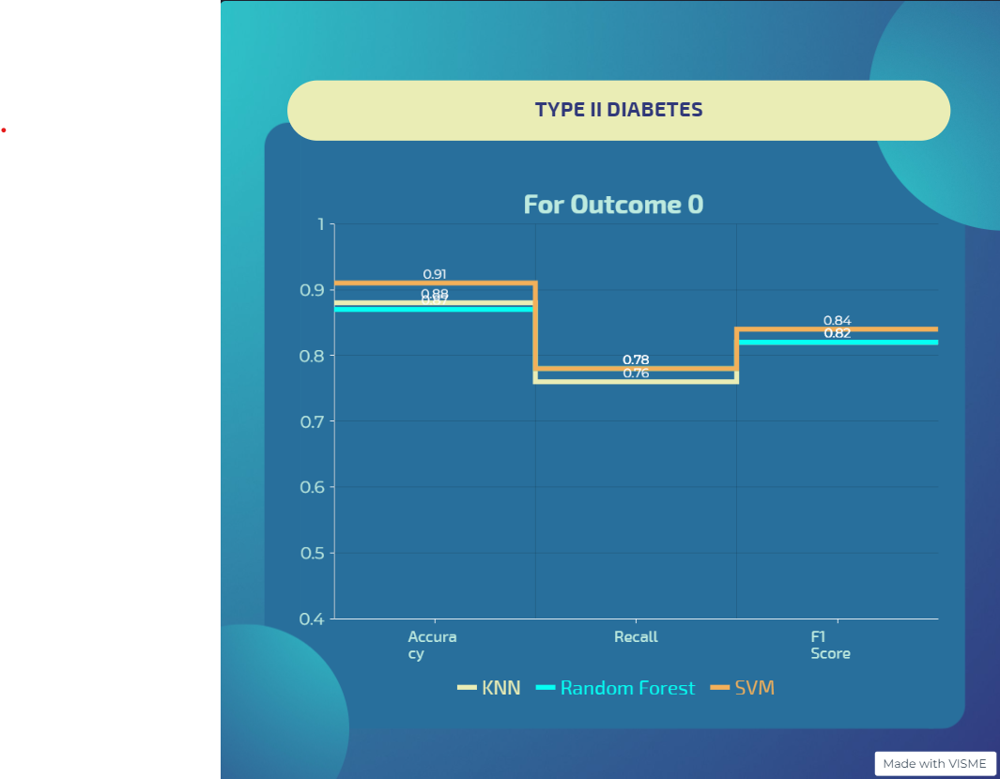 TYPE II DIABETES
For Outcome 0
1
0.9
0.8
0.7
0.6
0.5
0.4
0.91
0.88
0.87
0.78
0.76
0.84
0.82
Accura
cy
Recall
F1
Score
KNN Random Forest SVM
Made with VISME